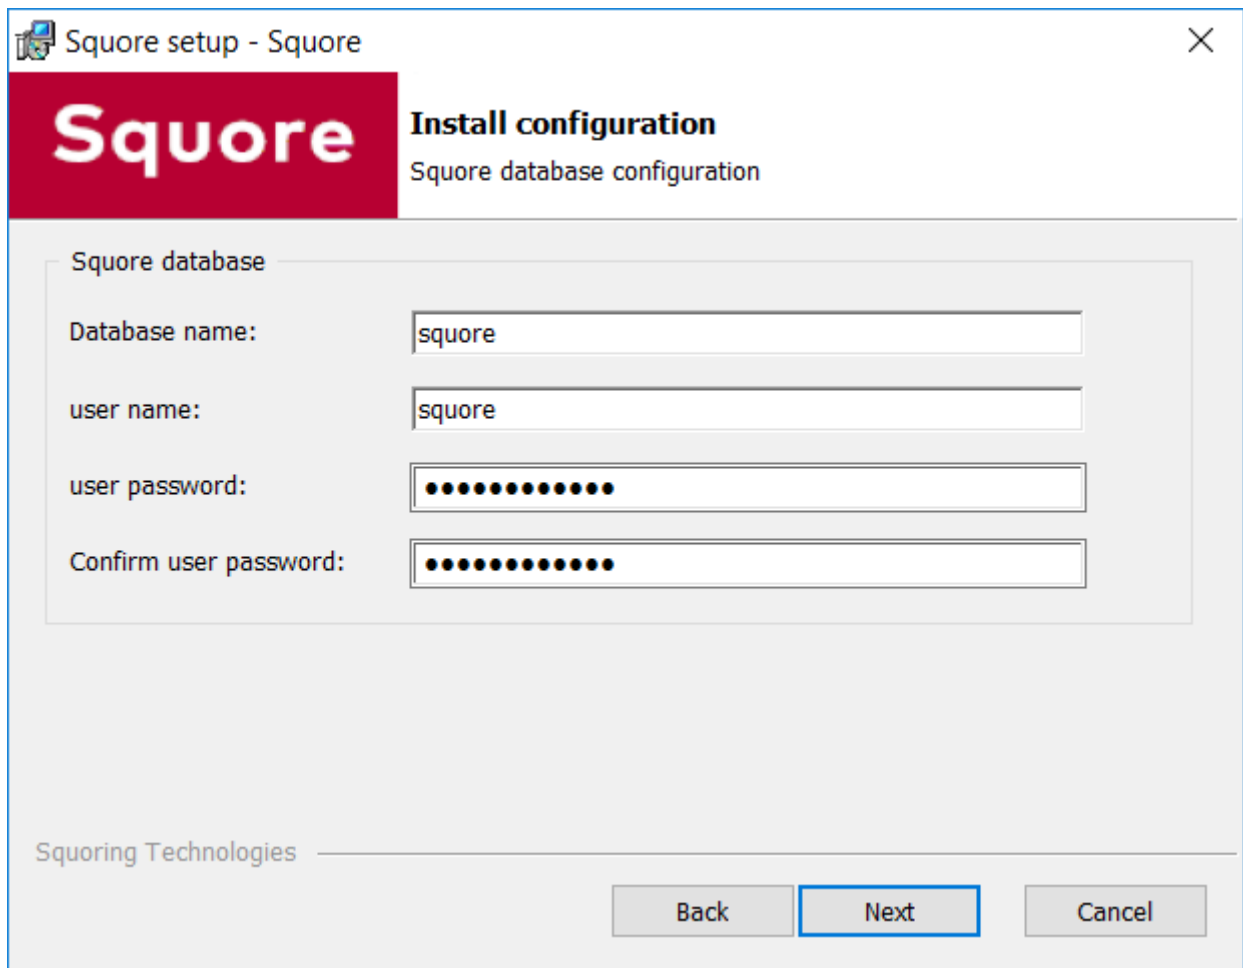 Squore setup - Squore
Squore
Install configuration
Squore database configuration
Squore database
Database name:
squore
user name:
squore
user password:
●●●●●●●●●●●●
Confirm user password:
●●●●●●●●●●●●
Squoring Technologies
Back
Next
Cancel